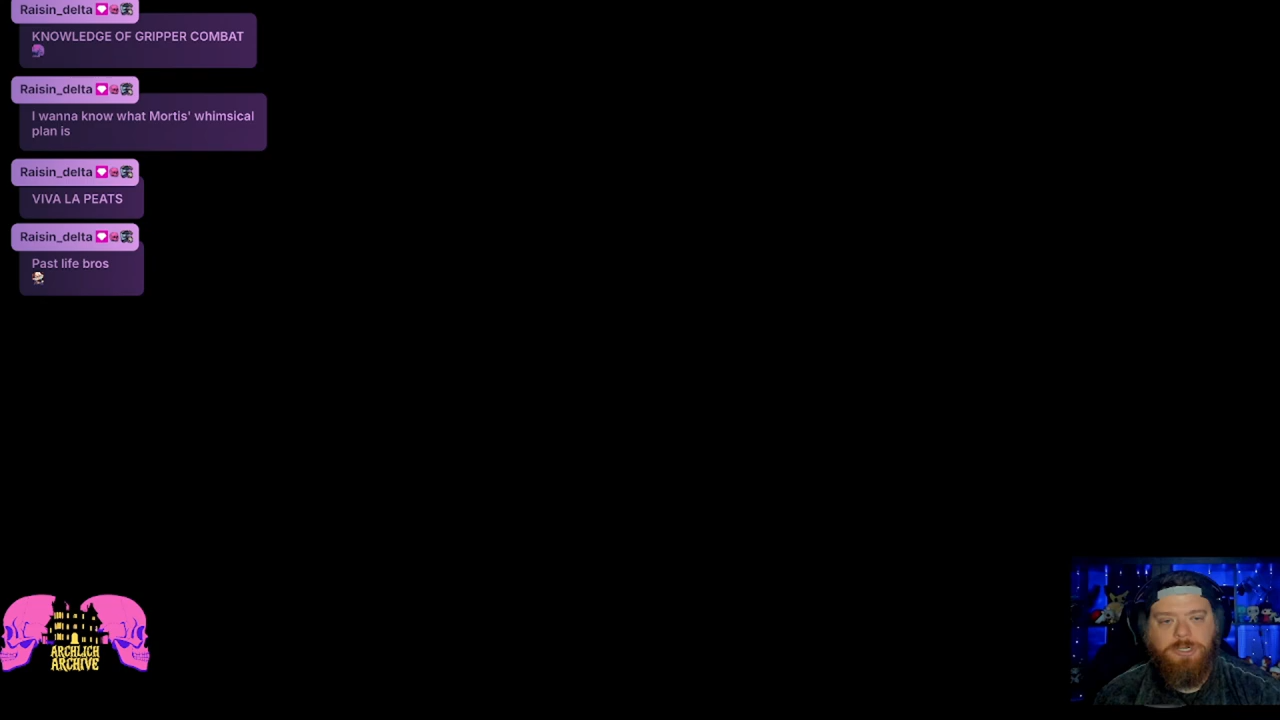 Raisin_delta
KNOWLEDGE OF GRIPPER COMBAT
Raisin_delta
I wanna know what Mortis' whimsical
plan is
Raisin_delta
VIVA LA PEATS
Raisin_delta
Past life bros
ARCHLICH
ARCHIVE